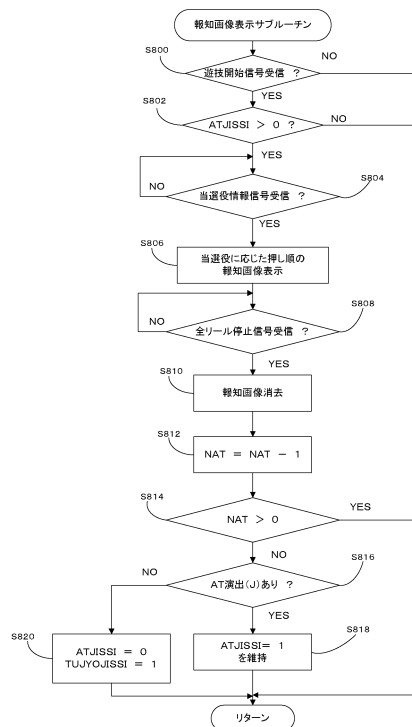 報知画像表示サブルーチン
S800
遊技開始信号受信 ?
NO
YES
S802
ATJISSI > 0 ?
NO
YES
S804
当選役情報信号受信 ?
NO
YES
S806
当選役に応じた押し順の
報知画像表示
S808
全リール停止信号受信 ?
NO
YES
S810
報知画像消去
S812
NAT = NAT - 1
S814
NAT > 0
YES
NO
S816
AT演出(J)あり ?
NO
YES
S820
ATJISSI = 0
TUJYOJISSI = 1
S818
ATJISSI= 1
を維持
リターン